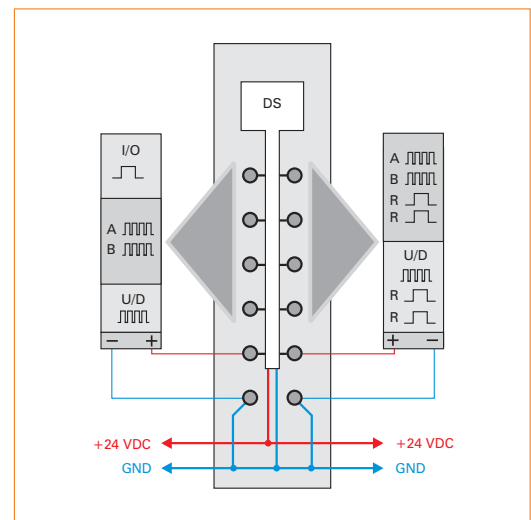 DS
I/O
A
B
U/D
− +
A
B
R
R
U/D
R
R
+ −
+24 VDC
GND
+24 VDC
GND